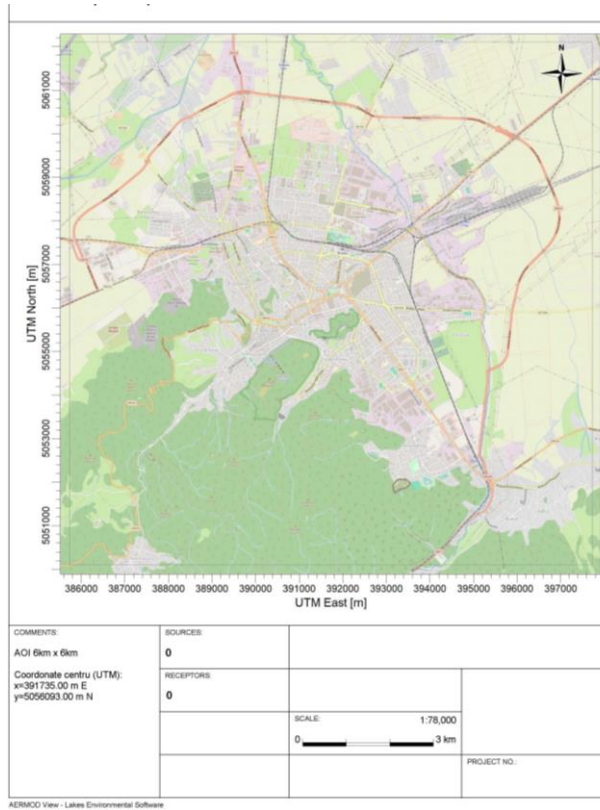 N
5061000
5059000
5057000
5055000
5053000
5051000
UTM North [m]
386000 387000 388000 389000 390000 391000 392000 393000 394000 395000 396000 397000
UTM East [m]
COMMENTS:
AOI 6km x 6km
Coordonate centru (UTM):
x=391735.00 m E
y=5056093.00 m N
SOURCES:
0
RECEPTORS:
0
SCALE: 1:78,000
0 3 km
PROJECT NO.:
AERMOD View - Lakes Environmental Software